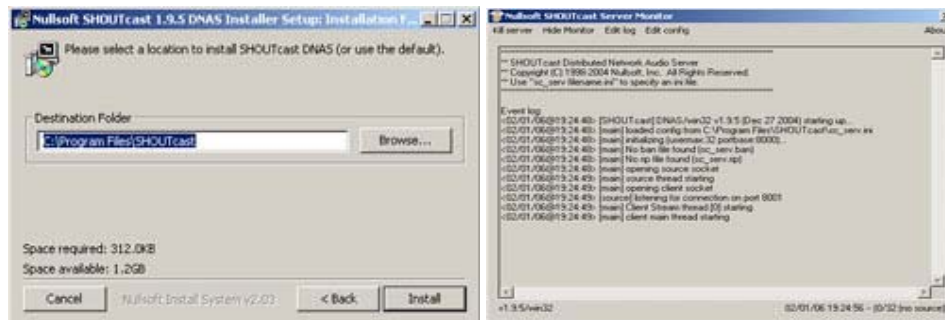 Nullsoft SHOUTcast 1.9.5 DNAS Installer Setup: Installation F...
Please select a location to install SHOUTcast DNAS (or use the default).
Destination Folder
C:\Program Files\SHOUTcast
Browse...
Space required: 312.0KB
Space available: 1.2GB
Cancel
Nullsoft Install System v2.03
< Back
Install
Nullsoft SHOUTcast Server Monitor
Kill server Hide Monitor Edit log Edit config Abou
** SHOUTcast Distributed Network Audio Server
** Copyright (C) 1998-2004 Nullsoft, Inc. All Rights Reserved.
** Use "sc_serv filename.ini" to specify an ini file.
Event log:
<02/01/06@19:24:48> [SHOUTcast] DNAS/win32 v1.9.5 (Dec 27 2004) starting up...
<02/01/06@19:24:48> [main] loaded config from C:\Program Files\SHOUTcast\sc_serv.ini
<02/01/06@19:24:48> [main] initializing (usermax:32 portbase:8000)...
<02/01/06@19:24:48> [main] No ban file found (sc_serv.ban)
<02/01/06@19:24:48> [main] No rip file found (sc_serv.rip)
<02/01/06@19:24:49> [main] opening source socket
<02/01/06@19:24:49> [main] source thread starting
<02/01/06@19:24:49> [main] opening client socket
<02/01/06@19:24:49> [source] listening for connection on port 8001
<02/01/06@19:24:49> [main] Client Stream thread [0] starting
<02/01/06@19:24:49> [main] client main thread starting
v1.9.5/win32
02/01/06 19:24:56 - (0/32 (no source)